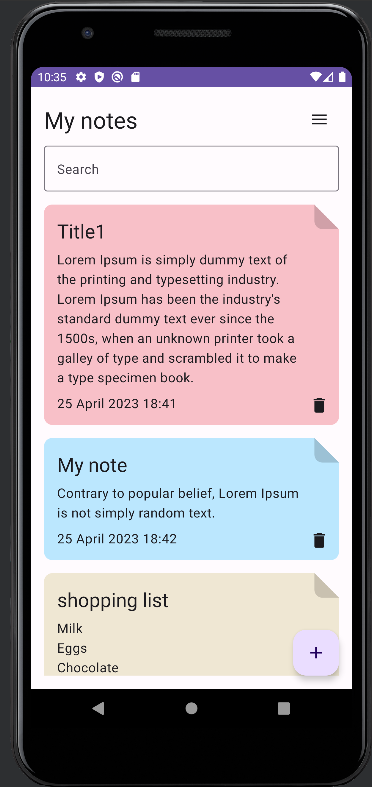 10:35
My notes
Search
Title1
Lorem Ipsum is simply dummy text of
the printing and typesetting industry.
Lorem Ipsum has been the industry's
standard dummy text ever since the
1500s, when an unknown printer took a
galley of type and scrambled it to make
a type specimen book.
25 April 2023 18:41
My note
Contrary to popular belief, Lorem Ipsum
is not simply random text.
25 April 2023 18:42
shopping list
Milk
Eggs
Chocolate